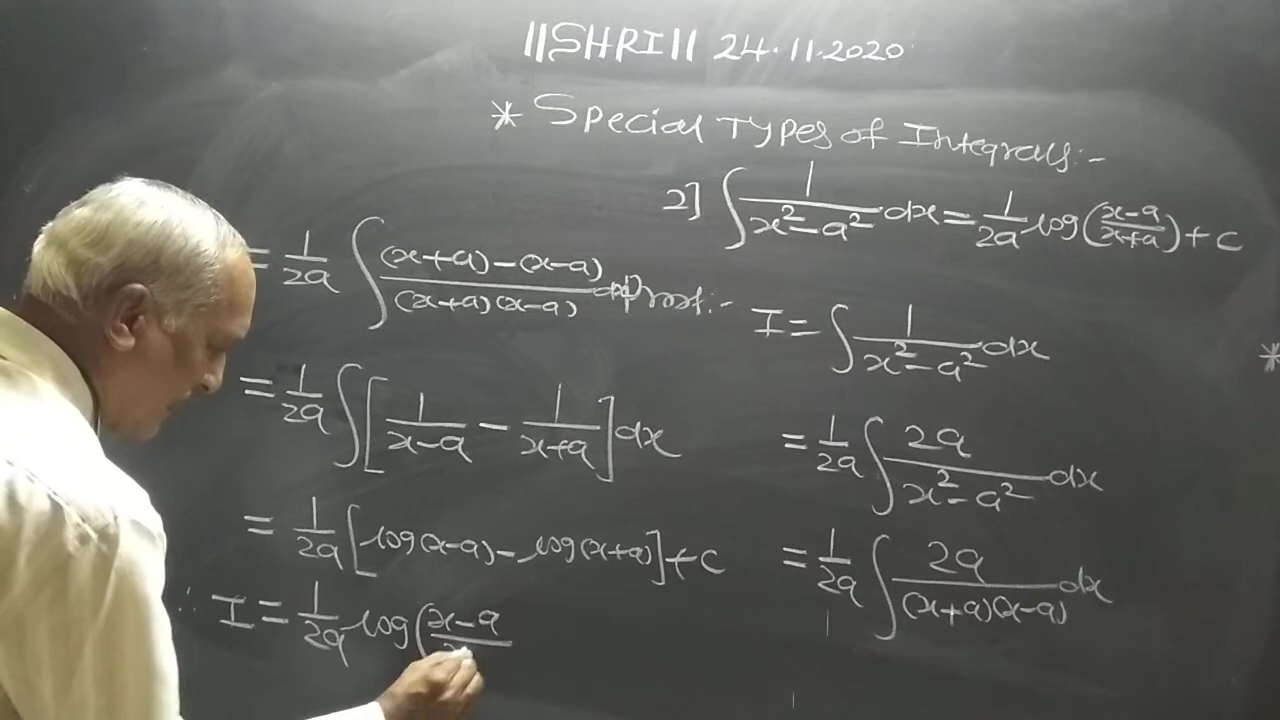 ||SHRI|| 24.11.2020
* Special Types of Integrals:-
2] ∫ 1/(x²-a²) dx = 1/2a log((x-a)/(x+a)) + c
Proof:-
I = ∫ 1/(x²-a²) dx
= 1/2a ∫ 2a/(x²-a²) dx
= 1/2a ∫ 2a/((x+a)(x-a)) dx
= 1/2a ∫ ((x+a)-(x-a))/((x+a)(x-a)) dx
= 1/2a ∫ [1/(x-a) - 1/(x+a)] dx
= 1/2a [log(x-a) - log(x+a)] + c
∴ I = 1/2a log(x-a/x
*